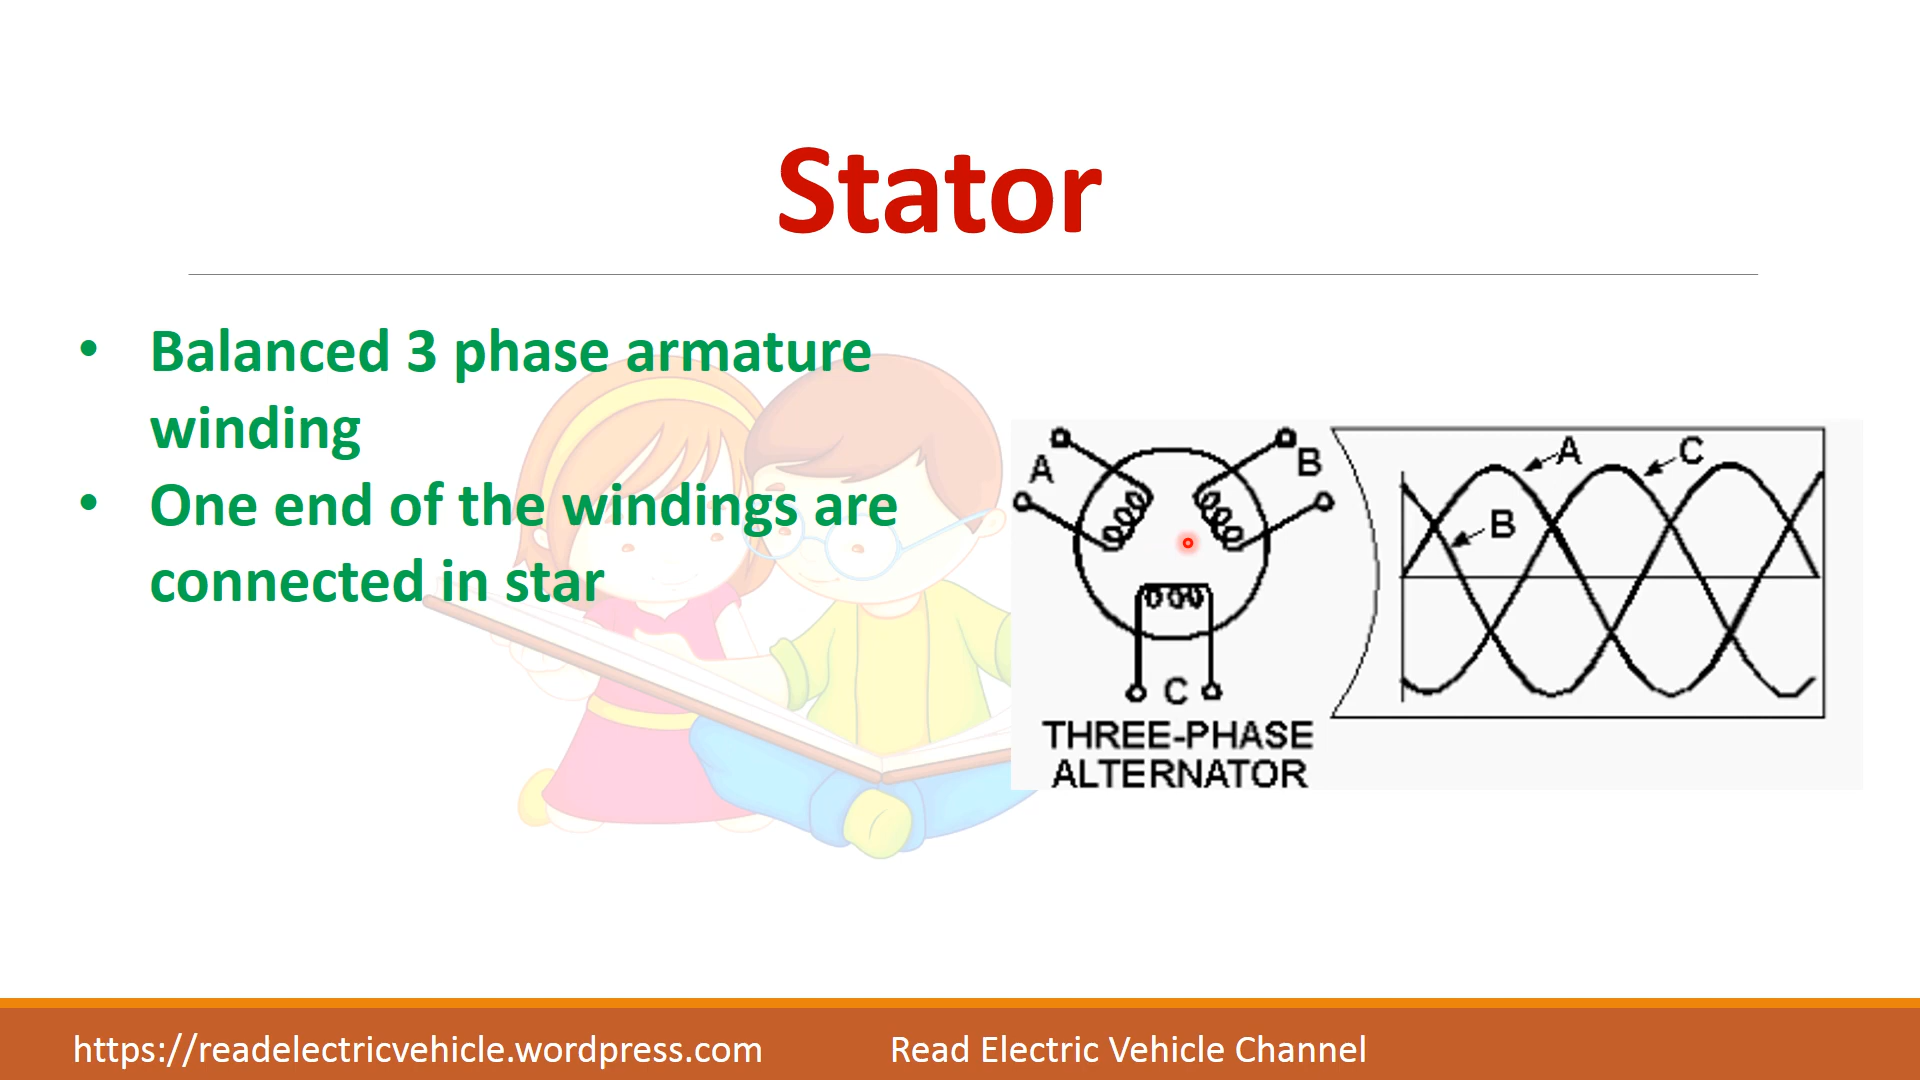 Stator
• Balanced 3 phase armature
winding
• One end of the windings are
connected in star
A
B
A
C
B
C
THREE-PHASE
ALTERNATOR
https://readelectricvehicle.wordpress.com
Read Electric Vehicle Channel